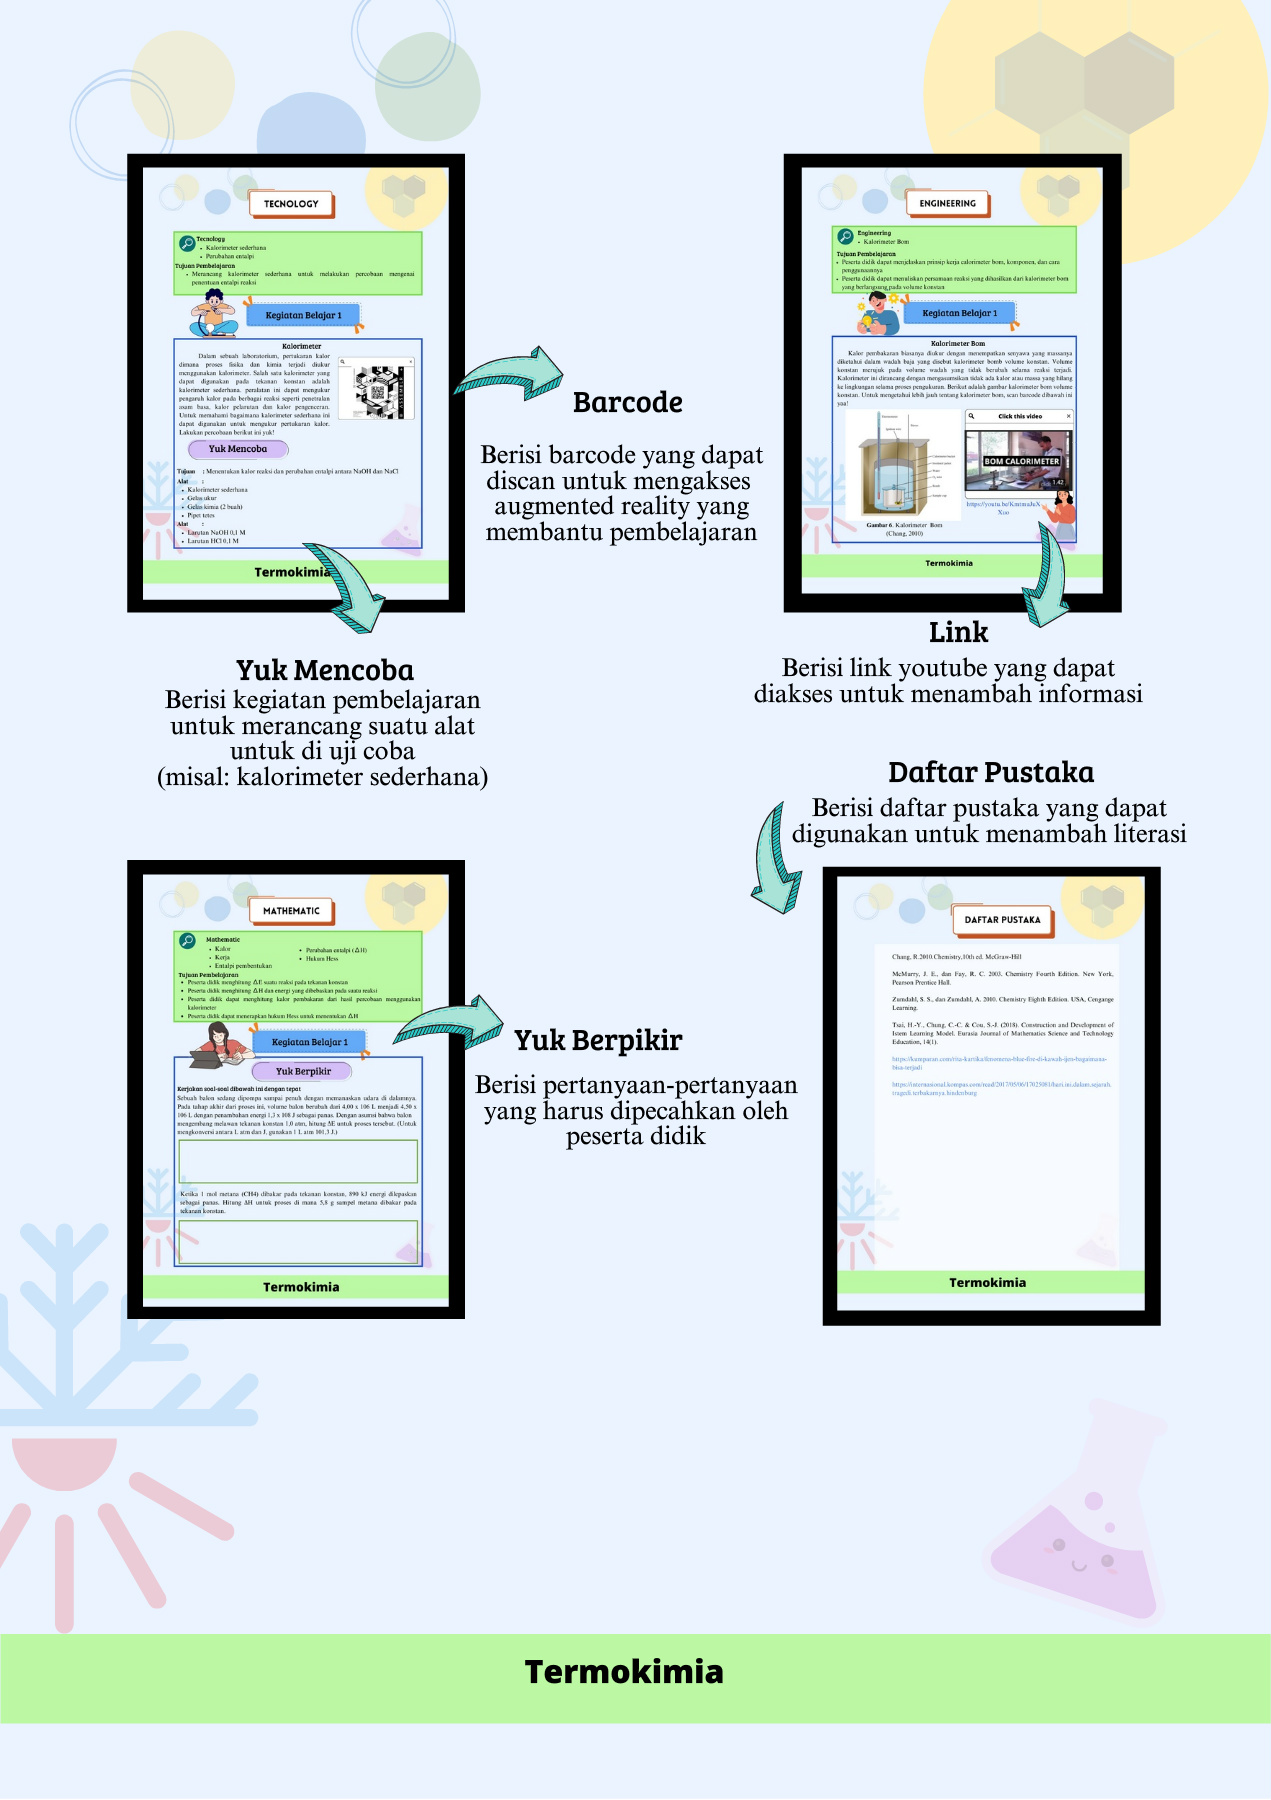 TECNOLOGY
Tecnology
• Kalorimeter sederhana
• Perubahan entalpi
Tujuan Pembelajaran
• Merancang kalorimeter sederhana untuk melakukan percobaan mengenai
penentuan entalpi reaksi
Kegiatan Belajar 1
Kalorimeter
Dalam sebuah laboratorium, pertukaran kalor
dimana proses fisika dan kimia terjadi diukur
menggunakan kalorimeter. Salah satu kalorimeter yang
dapat digunakan pada tekanan konstan adalah
kalorimeter sederhana. peralatan ini dapat mengukur
pengaruh kalor pada berbagai reaksi seperti penetralan
asam basa, kalor pelarutan dan kalor pengenceran.
Untuk memahami bagaimana kalorimeter sederhana ini
dapat digunakan untuk mengukur pertukaran kalor.
Lakukan percobaan berikut ini yuk!
Yuk Mencoba
Tujuan : Menentukan kalor reaksi dan perubahan entalpi antara NaOH dan NaCl
Alat :
• Kalorimeter sederhana
• Gelas ukur
• Gelas kimia (2 buah)
• Pipet tetes
Alat :
• Larutan NaOH 0,1 M
• Larutan HCl 0,1 M
Termokimia
Barcode
Berisi barcode yang dapat
discan untuk mengakses
augmented reality yang
membantu pembelajaran
Yuk Mencoba
Berisi kegiatan pembelajaran
untuk merancang suatu alat
untuk di uji coba
(misal: kalorimeter sederhana)
ENGINEERING
Engineering
• Kalorimeter Bom
Tujuan Pembelajaran
• Peserta didik dapat menjelaskan prinsip kerja calorimeter bom, komponen, dan cara
penggunaannya
• Peserta didik dapat menuliskan persamaan reaksi yang dihasilkan dari kalorimeter bom
yang berlangsung pada volume konstan
Kegiatan Belajar 1
Kalorimeter Bom
Kalor pembakaran biasanya diukur dengan menempatkan senyawa yang massanya
diketahui dalam wadah baja yang disebut kalorimeter bomb volume konstan. Volume
konstan merujuk pada volume wadah yang tidak berubah selama reaksi terjadi.
Kalorimeter ini dirancang dengan mengasumsikan tidak ada kalor atau massa yang hilang
ke lingkungan selama proses pengukuran. Berikut adalah gambar kalorimeter bom volume
konstan. Untuk mengetahui lebih jauh tentang kalorimeter bom, scan barcode dibawah ini
yaa!
Click this video
BOM CALORIMETER
1.42
Gambar 6. Kalorimeter Bom
(Chang, 2010)
Termokimia
Link
Berisi link youtube yang dapat
diakses untuk menambah informasi
Daftar Pustaka
Berisi daftar pustaka yang dapat
digunakan untuk menambah literasi
MATHEMATIC
Mathematic
• Kalor
• Kerja
• Entalpi pembentukan
• Perubahan entalpi (ΔH)
• Hukum Hess
Tujuan Pembelajaran
• Peserta didik menghitung ΔE suatu reaksi pada tekanan konstan
• Peserta didik menghitung ΔH dan energi yang dibebaskan pada suatu reaksi
• Peserta didik dapat menghitung kalor pembakaran dari hasil percobaan menggunakan
kalorimeter
• Peserta didik dapat menerapkan hukum Hess untuk menentukan ΔH
Kegiatan Belajar 1
Yuk Berpikir
Kerjakan soal-soal dibawah ini dengan tepat
Sebuah balon sedang dipompa sampai penuh dengan memanaskan udara di dalamnya.
Pada tahap akhir dari proses ini, volume balon berubah dari 4,00 x 106 L menjadi 4,50 x
106 L dengan penambahan energi 1,3 x 108 J sebagai panas. Dengan asumsi bahwa balon
mengembang melawan tekanan konstan 1,0 atm, hitung ΔE untuk proses tersebut. (Untuk
mengkonversi antara L atm dan J, gunakan 1 L atm 101,3 J.)
Ketika 1 mol metana (CH4) dibakar pada tekanan konstan, 890 kJ energi dilepaskan
sebagai panas. Hitung ΔH untuk proses di mana 5,8 g sampel metana dibakar pada
tekanan konstan.
Termokimia
Yuk Berpikir
Berisi pertanyaan-pertanyaan
yang harus dipecahkan oleh
peserta didik
DAFTAR PUSTAKA
Chang, R.2010.Chemistry,10th ed. McGraw-Hill
McMurry, J. E., dan Fay, R. C. 2003. Chemistry Fourth Edition. New York,
Pearson Prentice Hall.
Zumdahl, S. S., dan Zumdahl, A. 2000. Chemistry Eighth Edition. USA, Cengange
Learning.
Tsai, H.-Y., Chung, C.-C. & Cou, S.-J. (2018). Construction and Development of
Istem Learning Model. Eurasia Journal of Mathematics Science and Technology
Education, 14(1).
https://kumparan.com/risa-kartika/fenomena-blue-fire-di-kawah-ijen-bagaimana-
bisa-terjadi
https://internasional.kompas.com/read/2017/05/06/17025081/hari.ini.dalam.sejarah.
tragedi.terbakarnya.hindenburg
Termokimia
Termokimia